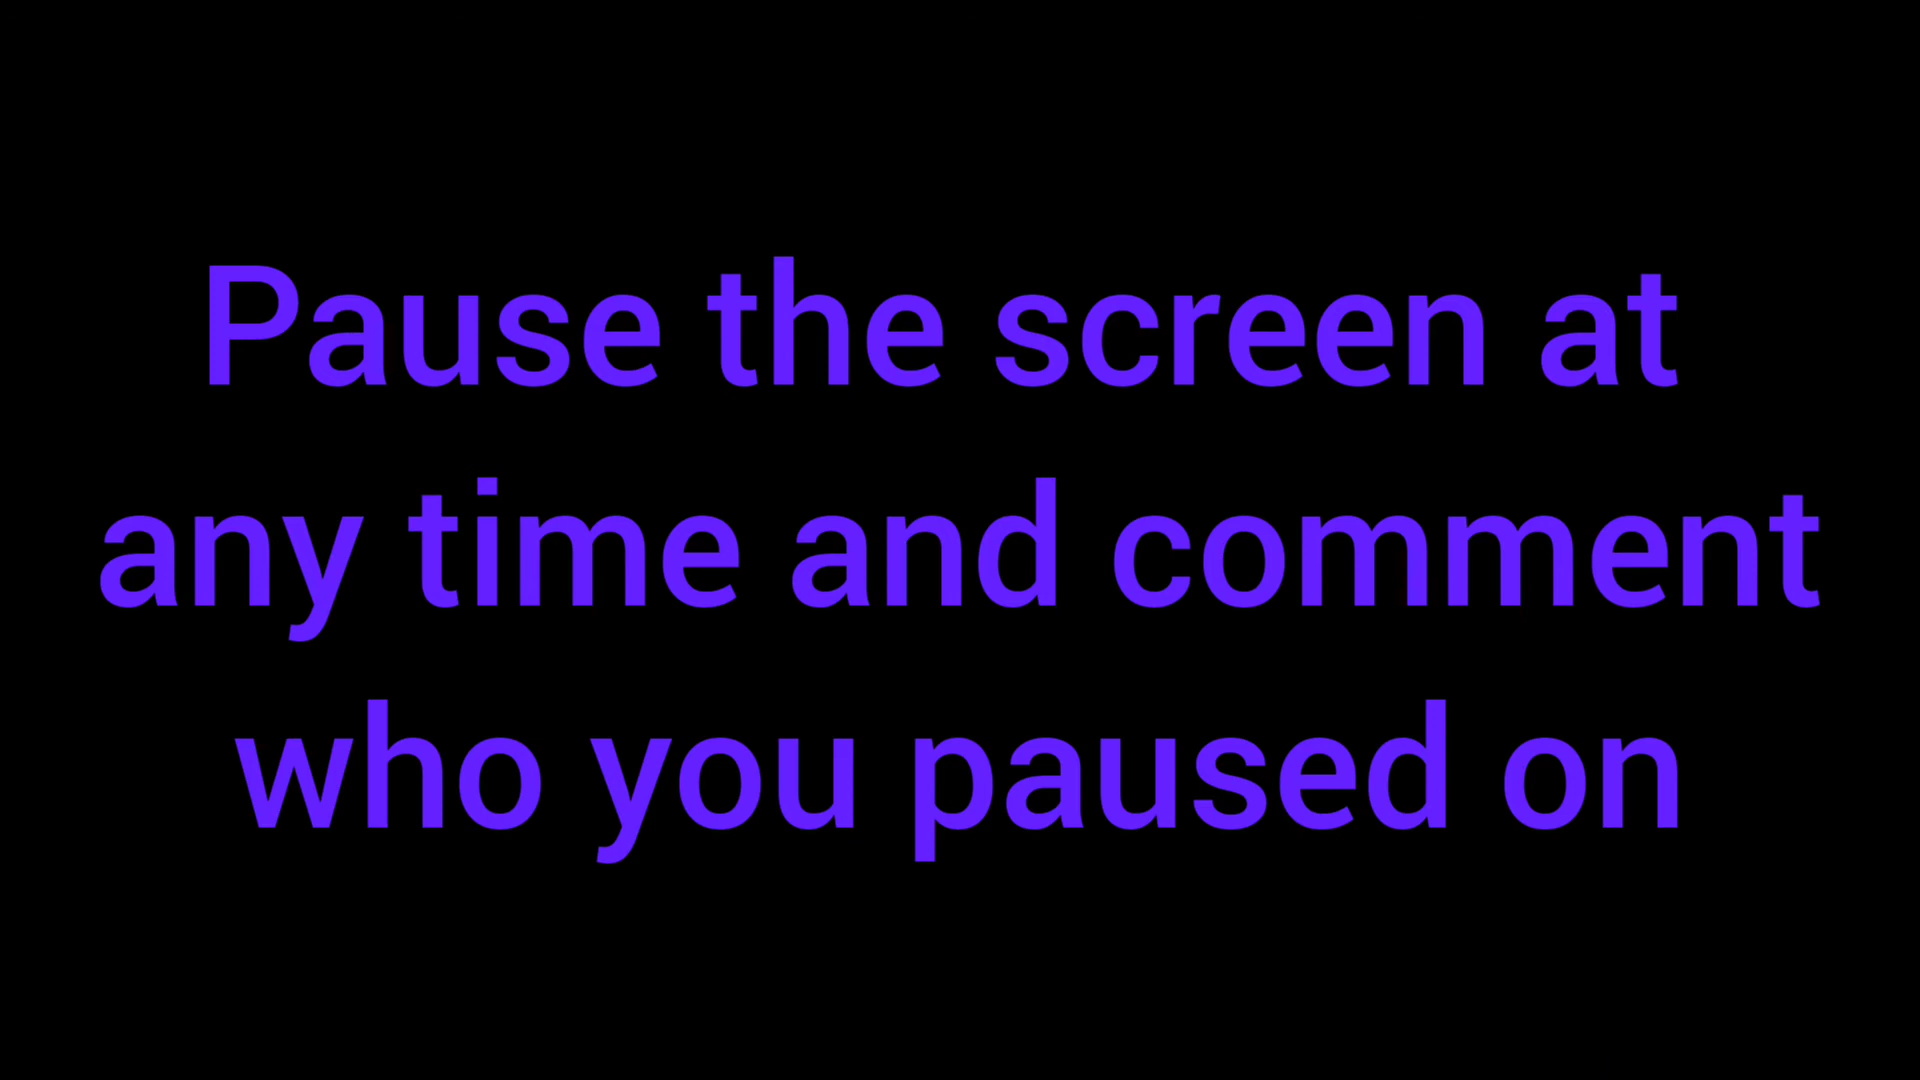 Pause the screen at
any time and comment
who you paused on